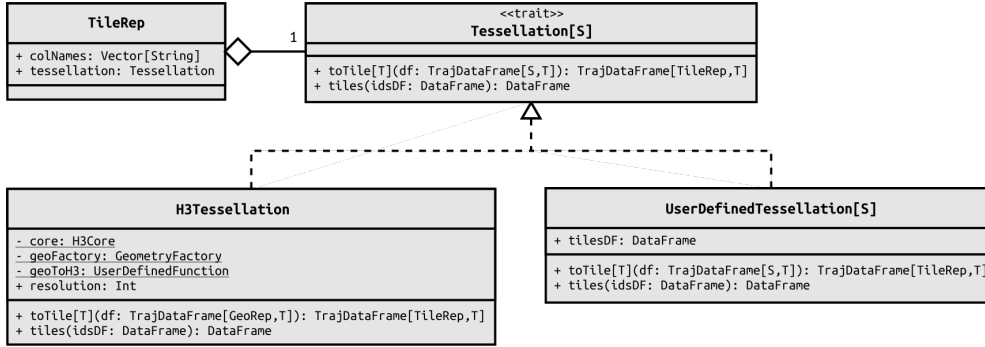 TileRep
+ colNames: Vector[String]
+ tessellation: Tessellation
1
<<trait>>
Tessellation[S]
+ toTile[T](df: TrajDataFrame[S,T]): TrajDataFrame[TileRep,T]
+ tiles(idsDF: DataFrame): DataFrame
H3Tessellation
- core: H3Core
- geoFactory: GeometryFactory
- geoToH3: UserDefinedFunction
+ resolution: Int
+ toTile[T](df: TrajDataFrame[GeoRep,T]): TrajDataFrame[TileRep,T]
+ tiles(idsDF: DataFrame): DataFrame
UserDefinedTessellation[S]
+ tilesDF: DataFrame
+ toTile[T](df: TrajDataFrame[S,T]): TrajDataFrame[TileRep,T]
+ tiles(idsDF: DataFrame): DataFrame